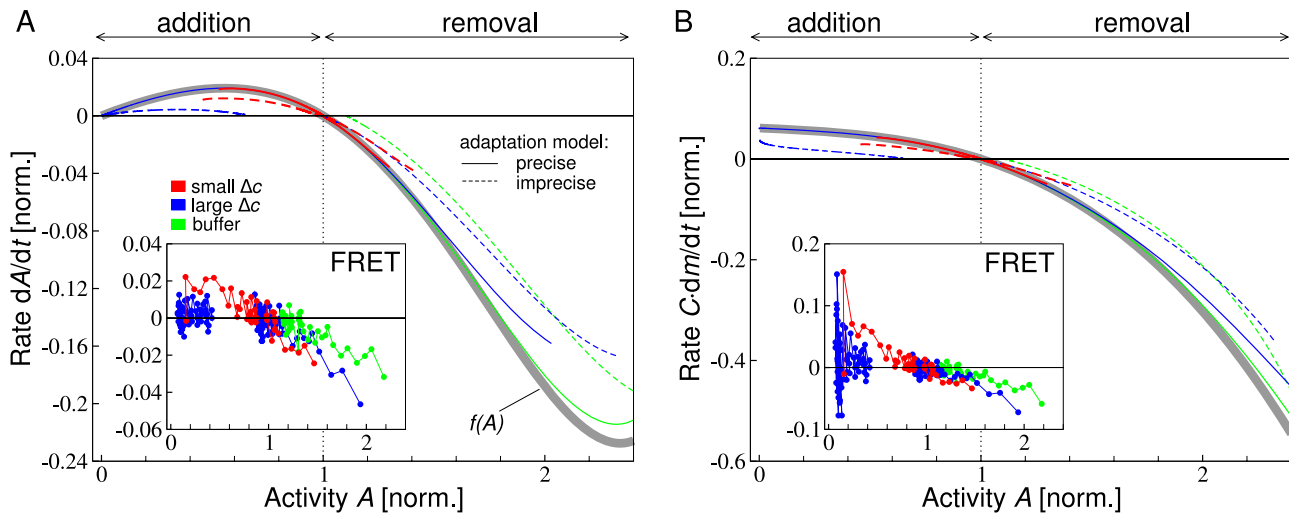 A
addition
removal
Rate dA/dt [norm.]
0.04
0
-0.04
-0.08
-0.12
-0.16
-0.2
-0.24
adaptation model:
precise
imprecise
small Δc
large Δc
buffer
FRET
0.04
0.02
0
-0.02
-0.04
-0.06
0
1
2
f(A)
0
1
2
Activity A [norm.]
B
addition
removal
Rate C·dm/dt [norm.]
0.2
0
-0.2
-0.4
-0.6
FRET
0.2
0.1
0
-0.1
0
1
2
0
1
2
Activity A [norm.]